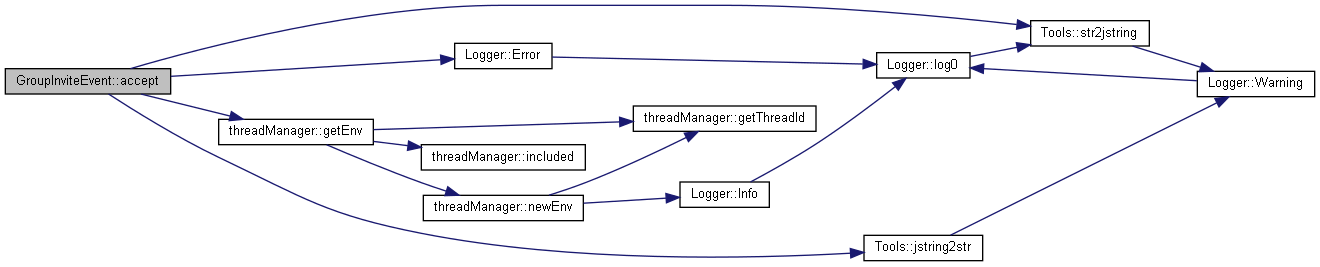 GroupInviteEvent::accept
Tools::str2jstring
Logger::Error
Logger::log0
Logger::Warning
threadManager::getEnv
threadManager::getThreadId
threadManager::included
threadManager::newEnv
Logger::Info
Tools::jstring2str